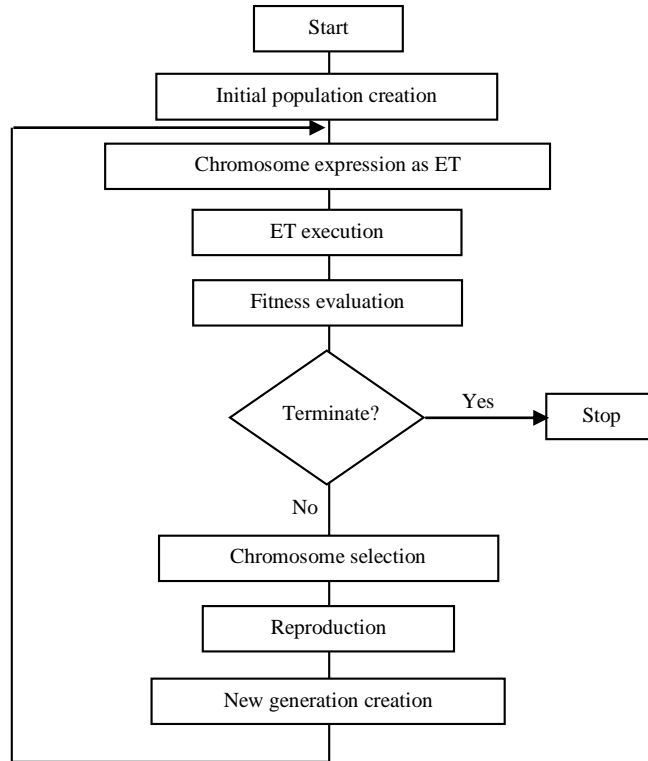 Start
Initial population creation
Chromosome expression as ET
ET execution
Fitness evaluation
Terminate?
Yes
Stop
No
Chromosome selection
Reproduction
New generation creation